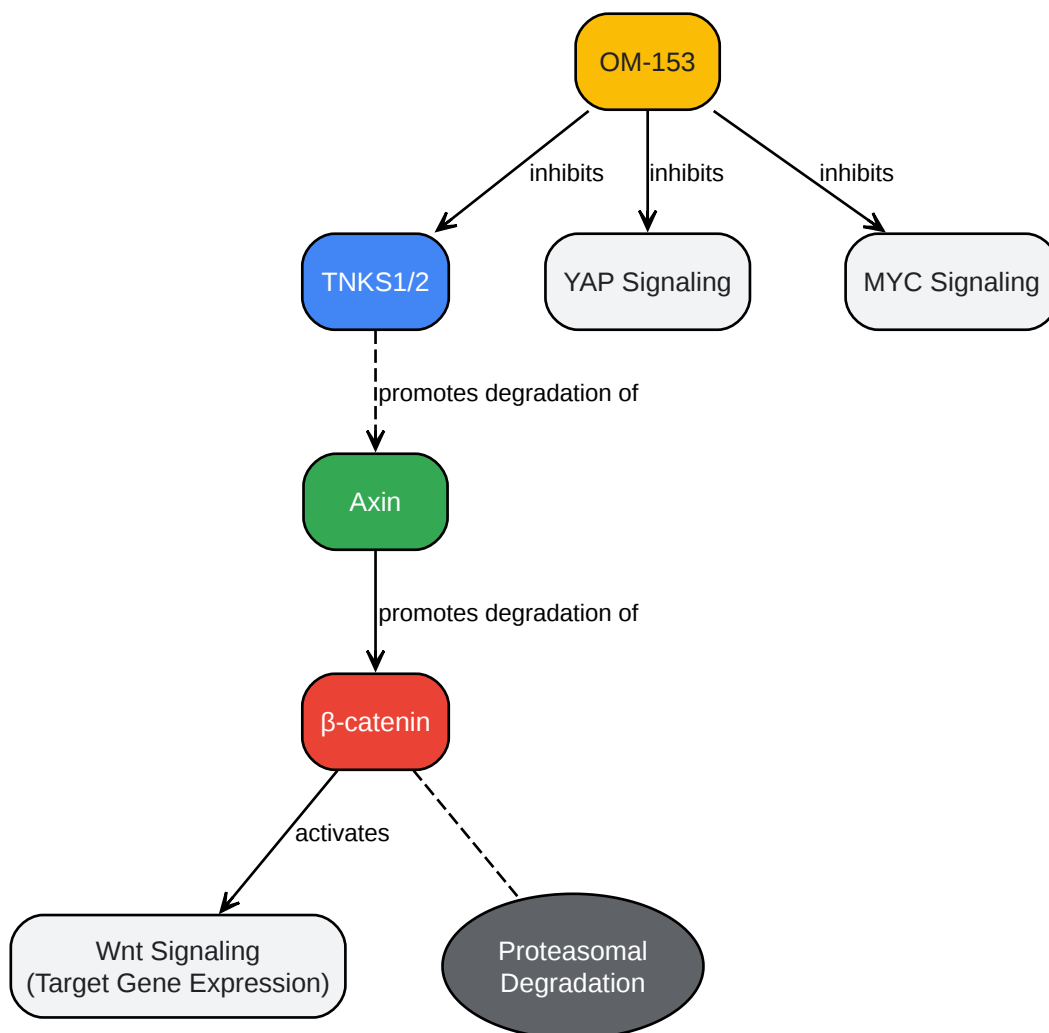 OM-153
inhibits
inhibits
inhibits
TNKS1/2
YAP Signaling
MYC Signaling
promotes degradation of
Axin
promotes degradation of
β-catenin
activates
Wnt Signaling
(Target Gene Expression)
Proteasomal
Degradation